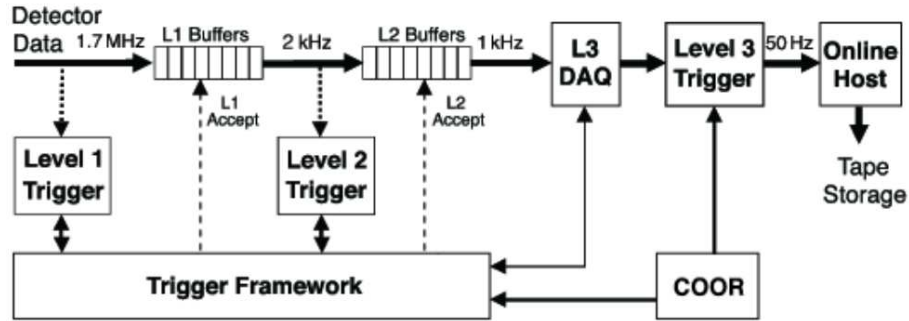 Detector
Data
1.7 MHz
L1 Buffers
2 kHz
L2 Buffers
1 kHz
L3
DAQ
Level 3
Trigger
50 Hz
Online
Host
L1
Accept
L2
Accept
Level 1
Trigger
Level 2
Trigger
Tape
Storage
Trigger Framework
COOR